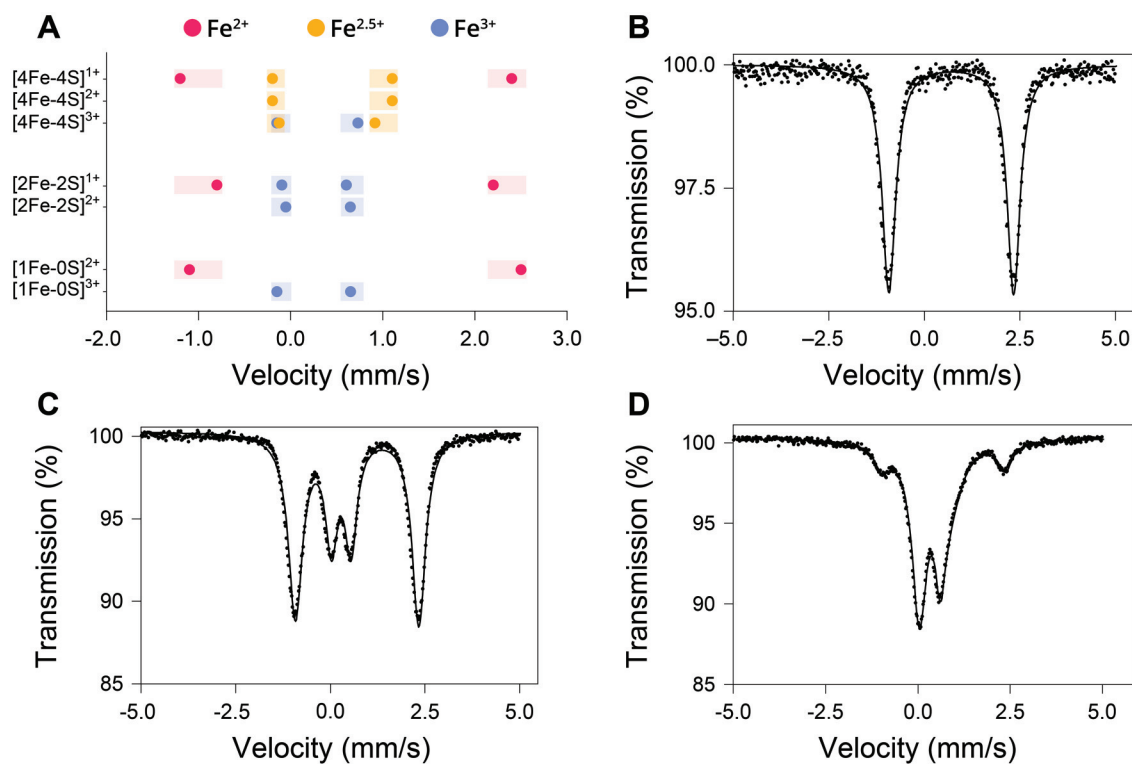 A
Fe2+ Fe2.5+ Fe3+
[4Fe-4S]1+
[4Fe-4S]2+
[4Fe-4S]3+
[2Fe-2S]1+
[2Fe-2S]2+
[1Fe-0S]2+
[1Fe-0S]3+
-2.0 -1.0 0.0 1.0 2.0 3.0
Velocity (mm/s)
B
Transmission (%)
100.0
97.5
95.0
–5.0 –2.5 0.0 2.5 5.0
Velocity (mm/s)
C
Transmission (%)
100
95
90
85
-5.0 -2.5 0.0 2.5 5.0
Velocity (mm/s)
D
Transmission (%)
100
95
90
85
-5.0 -2.5 0.0 2.5 5.0
Velocity (mm/s)